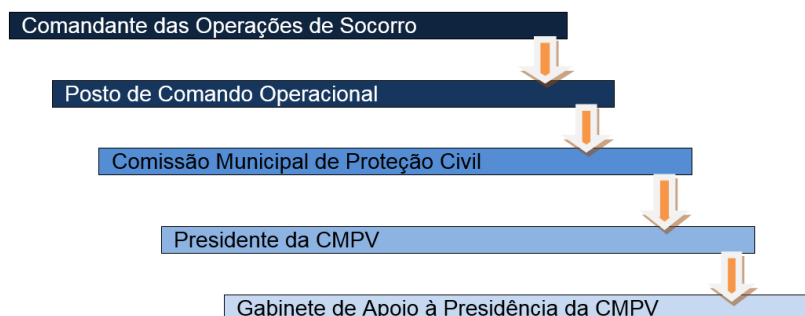 Comandante das Operações de Socorro
Posto de Comando Operacional
Comissão Municipal de Proteção Civil
Presidente da CMPV
Gabinete de Apoio à Presidência da CMPV